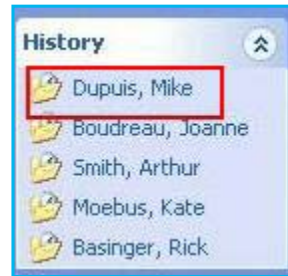 History
Dupuis, Mike
Boudreau, Joanne
Smith, Arthur
Moebus, Kate
Basinger, Rick